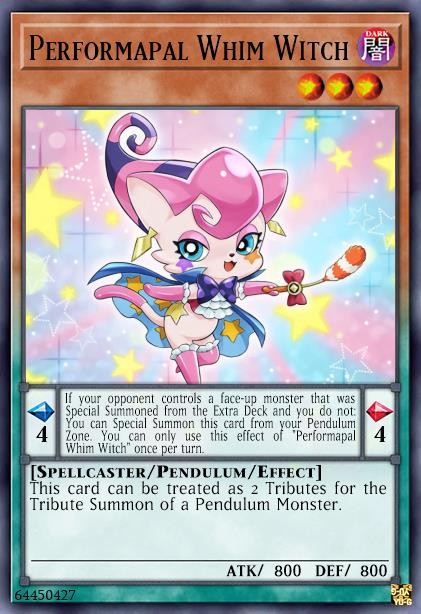 Performapal Whim Witch
DARK
闇
If your opponent controls a face-up monster that was
Special Summoned from the Extra Deck and you do not:
You can Special Summon this card from your Pendulum
Zone. You can only use this effect of "Performapal
Whim Witch" once per turn.
4
4
[Spellcaster/Pendulum/Effect]
This card can be treated as 2 Tributes for the
Tribute Summon of a Pendulum Monster.
ATK/ 800 DEF/ 800
64450427